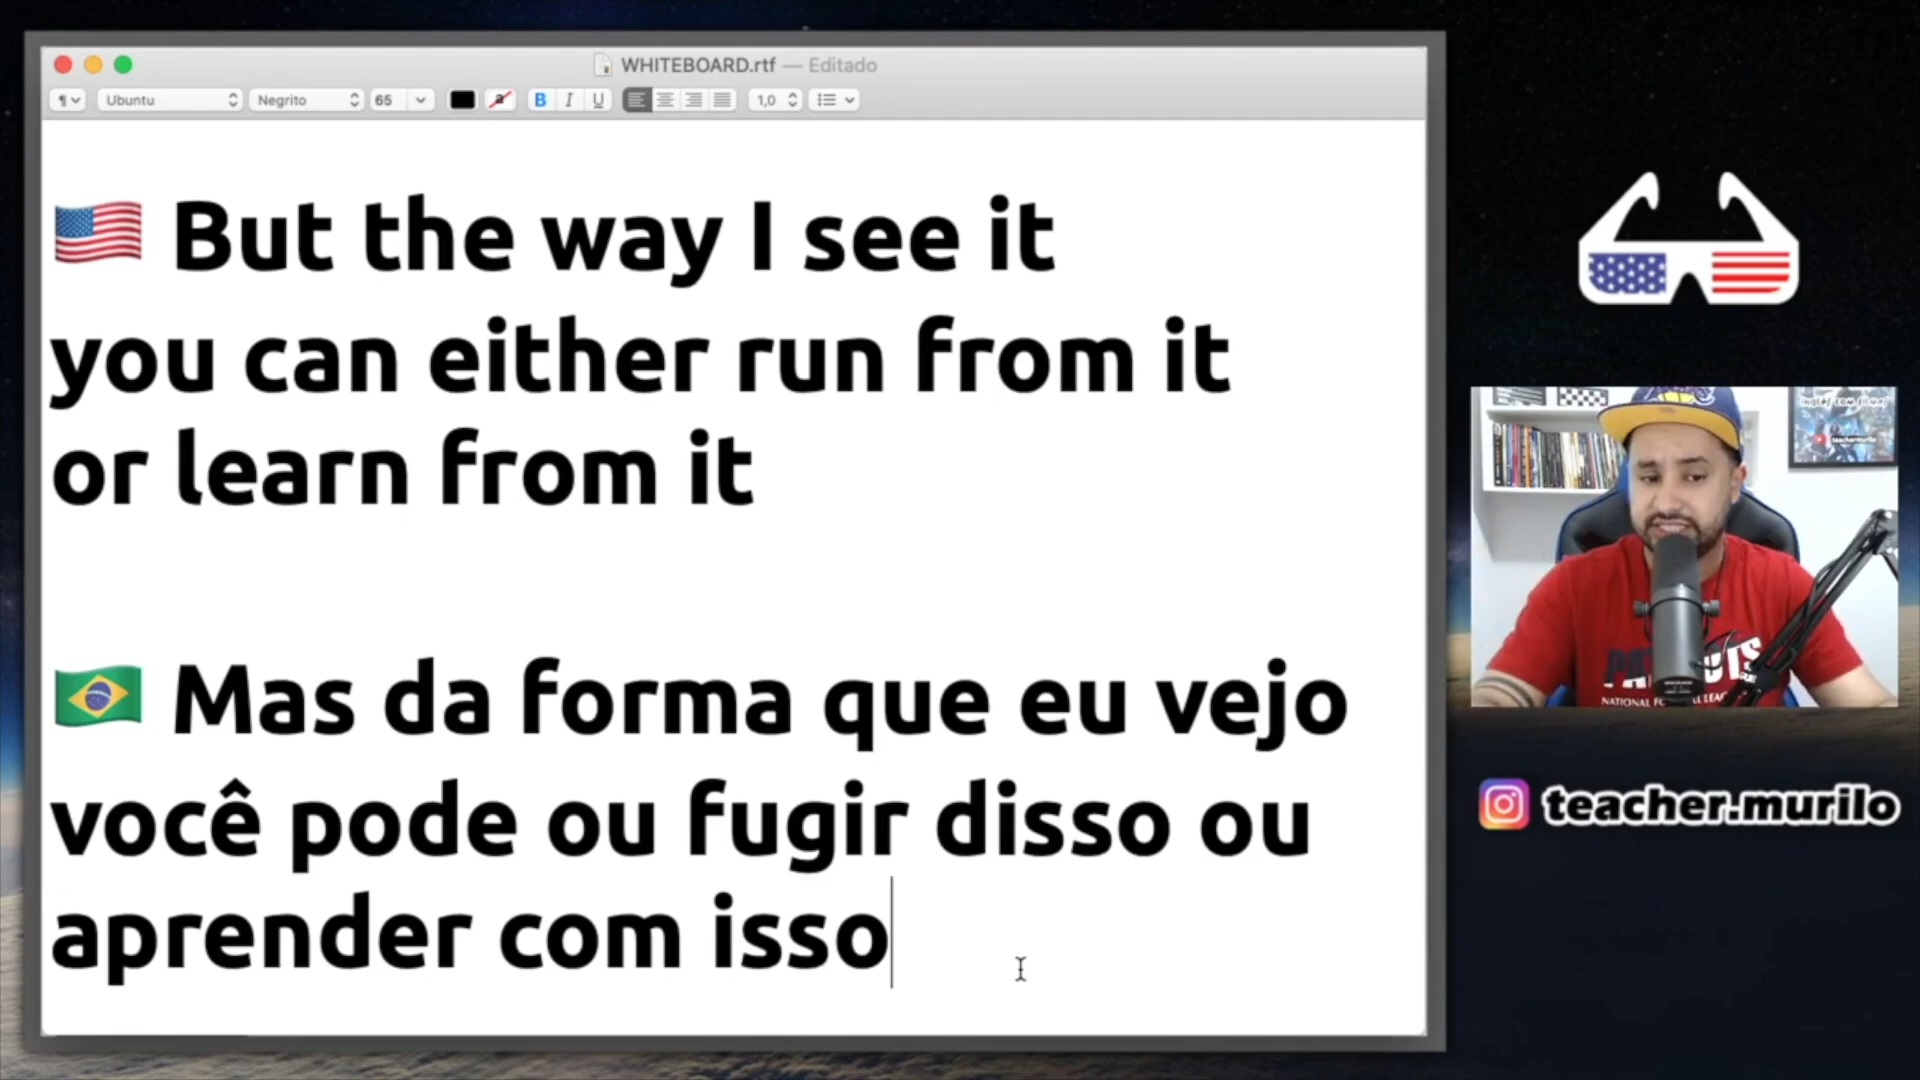 WHITEBOARD.rtf — Editado
Ubuntu Negrito 65 B I U 1,0
But the way I see it
you can either run from it
or learn from it
Mas da forma que eu vejo
você pode ou fugir disso ou
aprender com isso
teachermurilo
NATIONAL
teacher.murilo